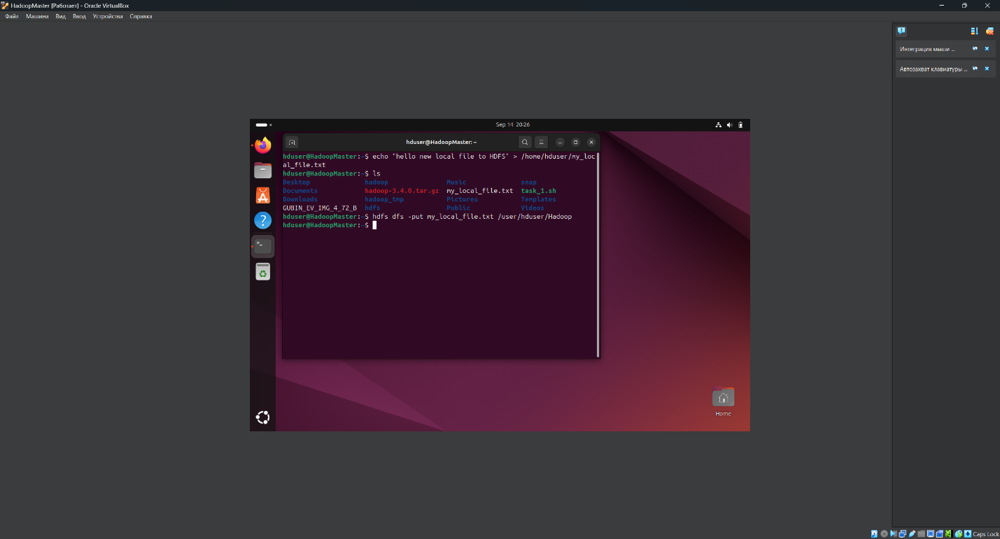 HadoopMaster [Работает] - Oracle VirtualBox
Файл Машина Вид Ввод Устройства Справка
Интеграция мыши ...
Автозахват клавиатуры ...
Sep 14 20:26
hduser@HadoopMaster: ~
hduser@HadoopMaster:~$ echo "hello new local file to HDFS" > /home/hduser/my_loc
al_file.txt
hduser@HadoopMaster:~$ ls
Desktop hadoop Music snap
Documents hadoop-3.4.0.tar.gz my_local_file.txt task_1.sh
Downloads hadoop_tmp Pictures Templates
GUBIN_EV_IMG_4_72_B hdfs Public Videos
hduser@HadoopMaster:~$ hdfs dfs -put my_local_file.txt /user/hduser/Hadoop
hduser@HadoopMaster:~$
Home
Caps Lock